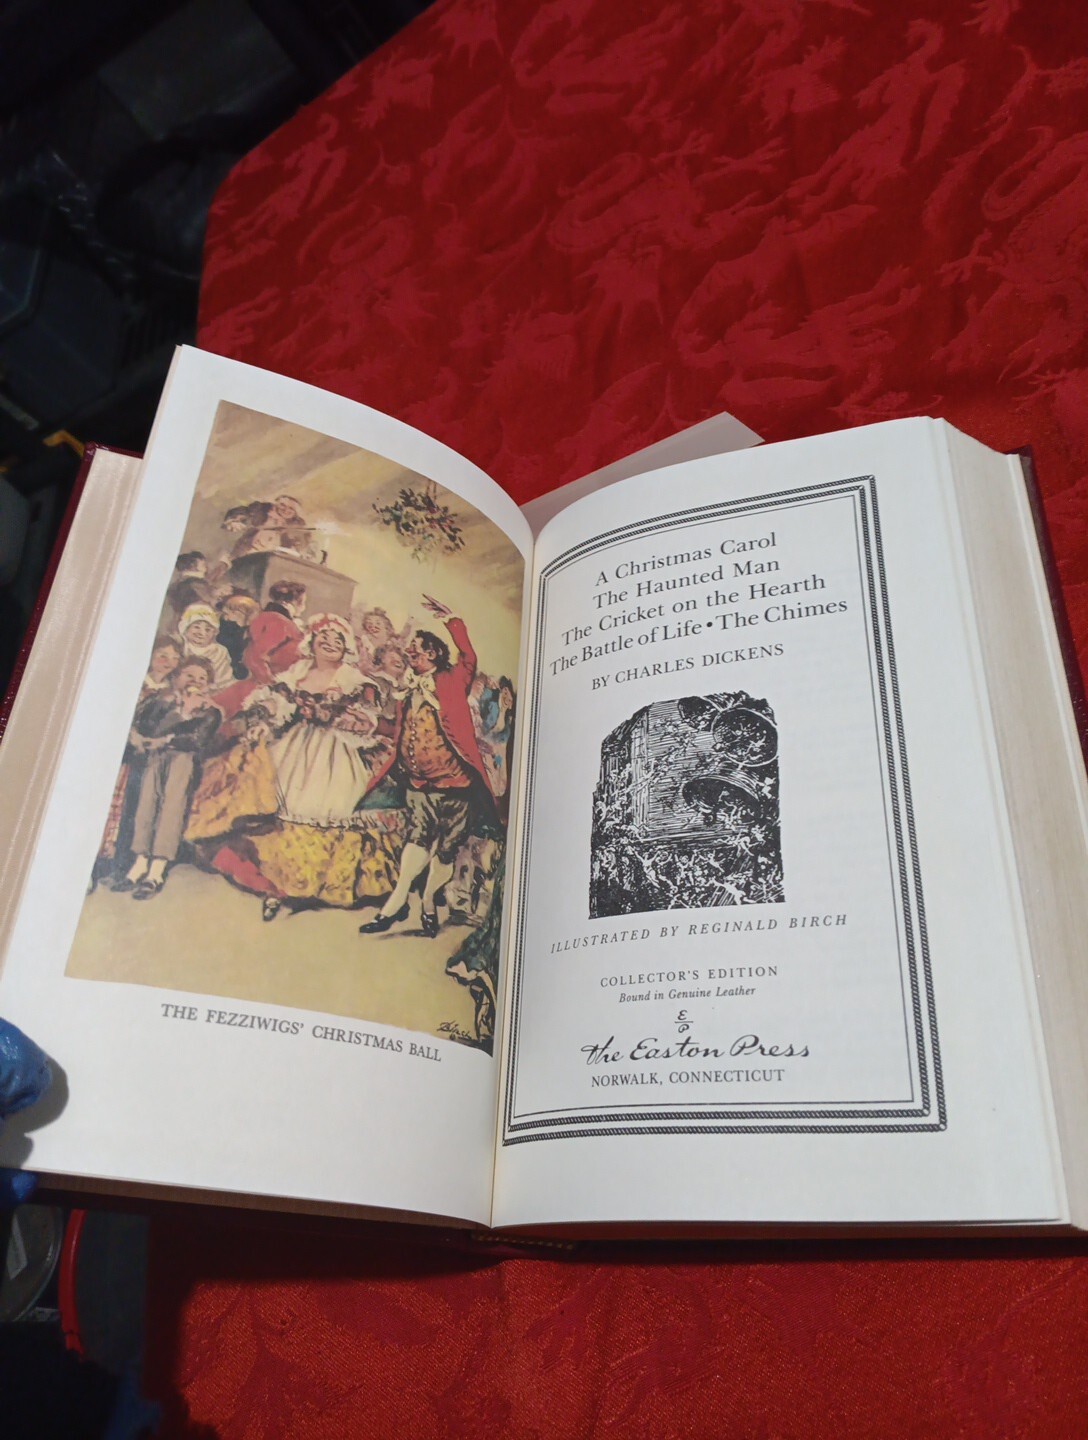 THE FEZZIWIGS' CHRISTMAS BALL
A Christmas Carol
The Haunted Man
The Cricket on the Hearth
The Battle of Life • The Chimes
BY CHARLES DICKENS
ILLUSTRATED BY REGINALD BIRCH
COLLECTOR'S EDITION
Bound in Genuine Leather
E
P
the Easton Press
NORWALK, CONNECTICUT